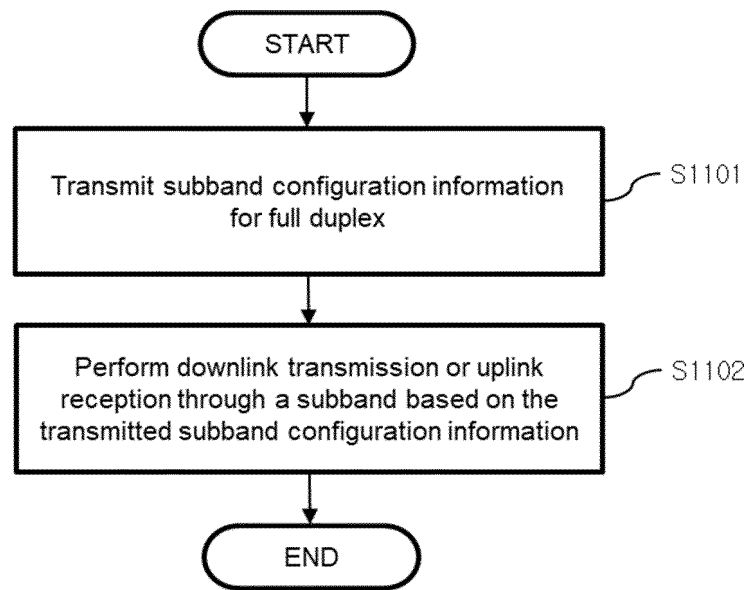 START
Transmit subband configuration information
for full duplex
S1101
Perform downlink transmission or uplink
reception through a subband based on the
transmitted subband configuration information
S1102
END